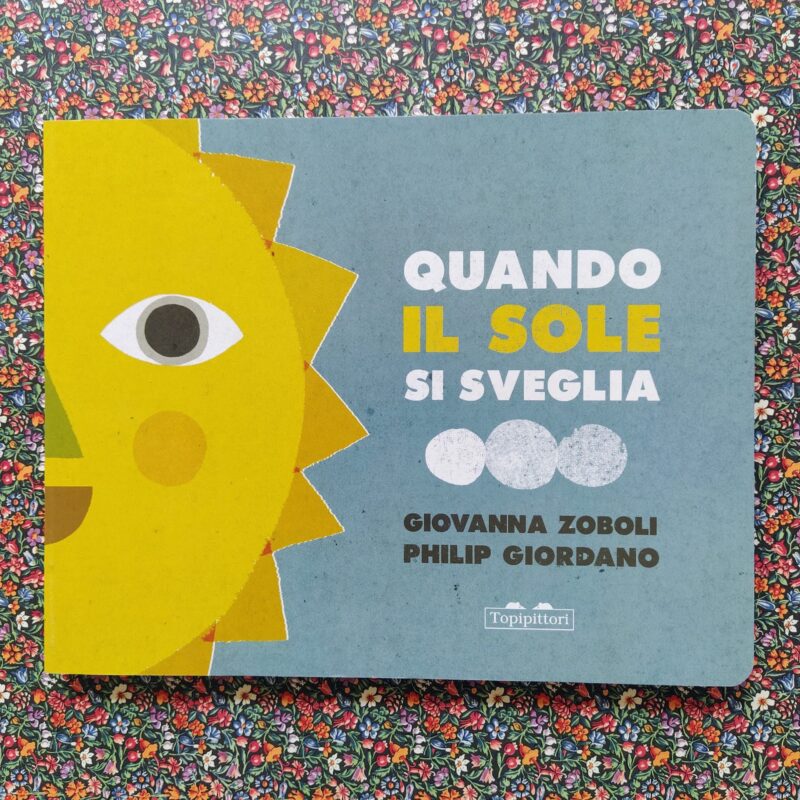 QUANDO
IL SOLE
SI SVEGLIA
GIOVANNA ZOBOLI
PHILIP GIORDANO
Topipittori